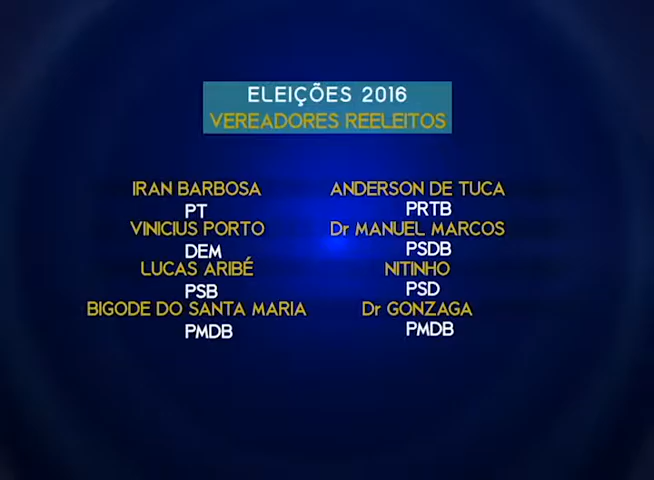 ELEIÇÕES 2016
VEREADORES REELEITOS
IRAN BARBOSA
PT
VINICIUS PORTO
DEM
LUCAS ARIBÉ
PSB
BIGODE DO SANTA MARIA
PMDB
ANDERSON DE TUCA
PRTB
Dr MANUEL MARCOS
PSDB
NITINHO
PSD
Dr GONZAGA
PMDB